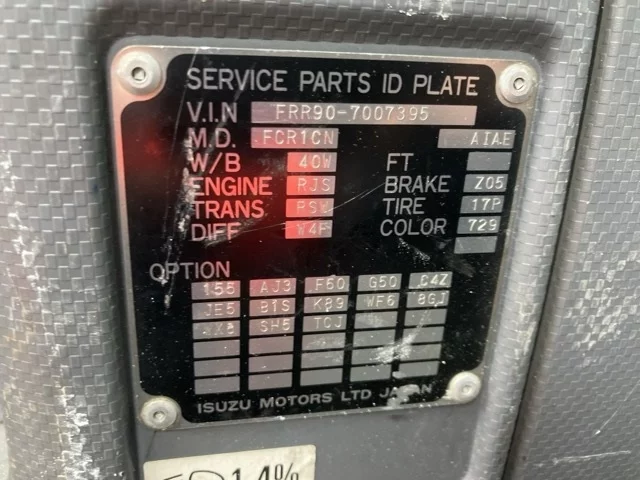 SERVICE PARTS ID PLATE
V.I.N FRR90-7007395
M.D. FCR1CN AIAE
W/B 40W FT
ENGINE RJS BRAKE Z05
TRANS RSW TIRE 17P
DIFF W4F COLOR 729
OPTION
155 AJ3 F60 G50 C4Z
JE5 B1S K89 WF6 8GJ
SH5 TCJ
ISUZU MOTORS LTD JAPAN
14%